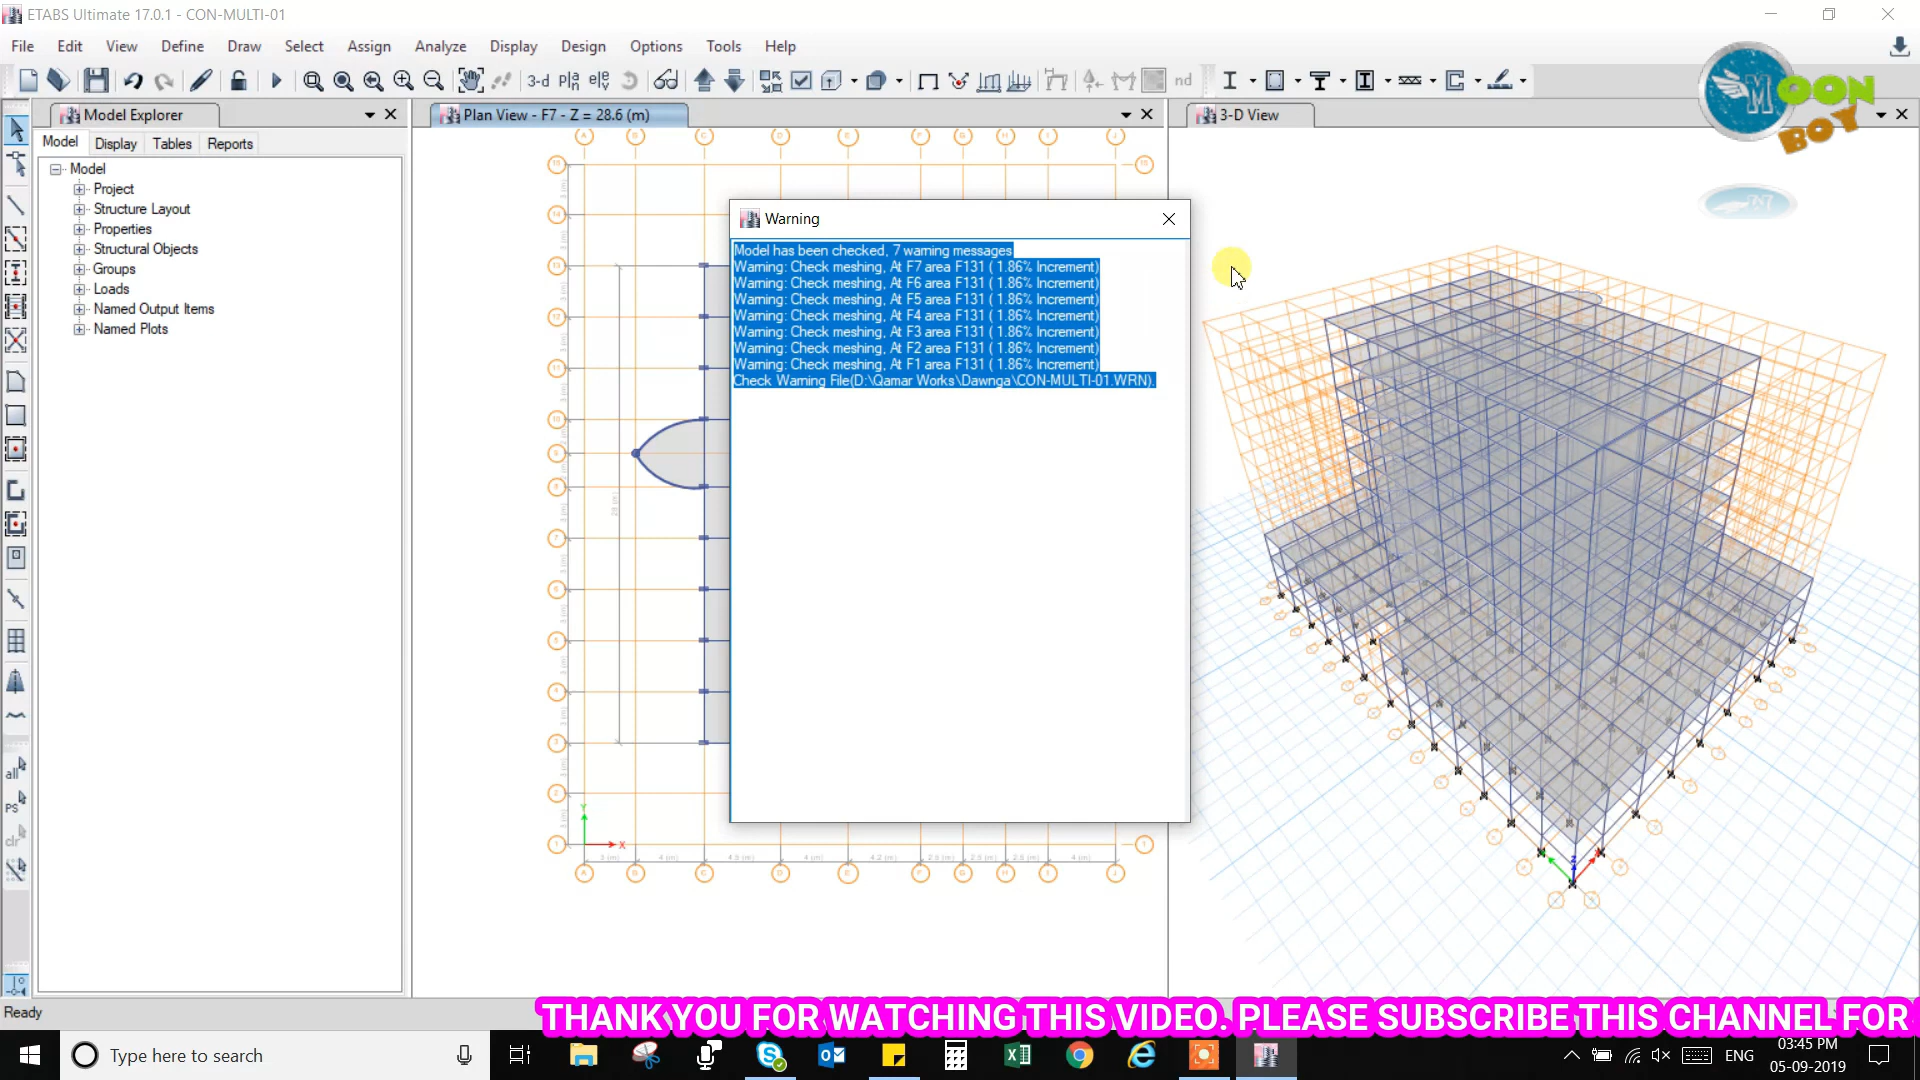 ETABS Ultimate 17.0.1 - CON-MULTI-01
File Edit View Define Draw Select Assign Analyze Display Design Options Tools Help
3-d
nd
MOON
BOY
Model Explorer
Plan View - F7 - Z = 28.6 (m)
3-D View
Model Display Tables Reports
Model
Project
Structure Layout
Properties
Structural Objects
Groups
Loads
Named Output Items
Named Plots
Warning
Model has been checked, 7 warning messages
Warning: Check meshing, At F7 area F131 ( 1.86% Increment)
Warning: Check meshing, At F6 area F131 ( 1.86% Increment)
Warning: Check meshing, At F5 area F131 ( 1.86% Increment)
Warning: Check meshing, At F4 area F131 ( 1.86% Increment)
Warning: Check meshing, At F3 area F131 ( 1.86% Increment)
Warning: Check meshing, At F2 area F131 ( 1.86% Increment)
Warning: Check meshing, At F1 area F131 ( 1.86% Increment)
Check Warning File(D:\Qamar Works\Dawnga\CON-MULTI-01.WRN).
all
PS
clr
Y
X
Z
Ready
THANK YOU FOR WATCHING THIS VIDEO. PLEASE SUBSCRIBE THIS CHANNEL FOR
Type here to search
ENG
03:45 PM
05-09-2019